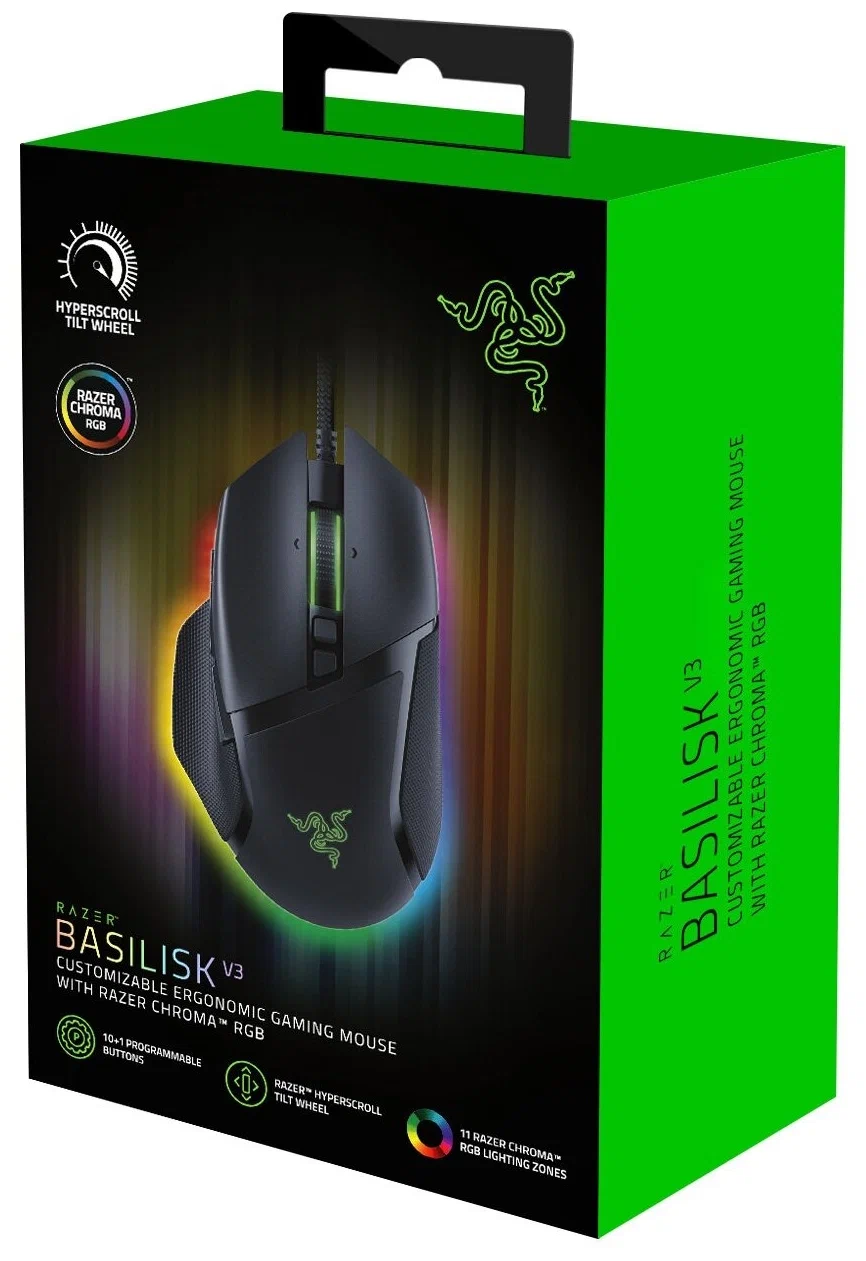 HYPERSCROLL
TILT WHEEL
RAZER
CHROMA
RGB
™
RAZER™
BASILISK V3
CUSTOMIZABLE ERGONOMIC GAMING MOUSE
WITH RAZER CHROMA™ RGB
P
10+1 PROGRAMMABLE
BUTTONS
RAZER™ HYPERSCROLL
TILT WHEEL
11 RAZER CHROMA™
RGB LIGHTING ZONES
RAZER
BASILISK V3
CUSTOMIZABLE ERGONOMIC GAMING MOUSE
WITH RAZER CHROMA™ RGB